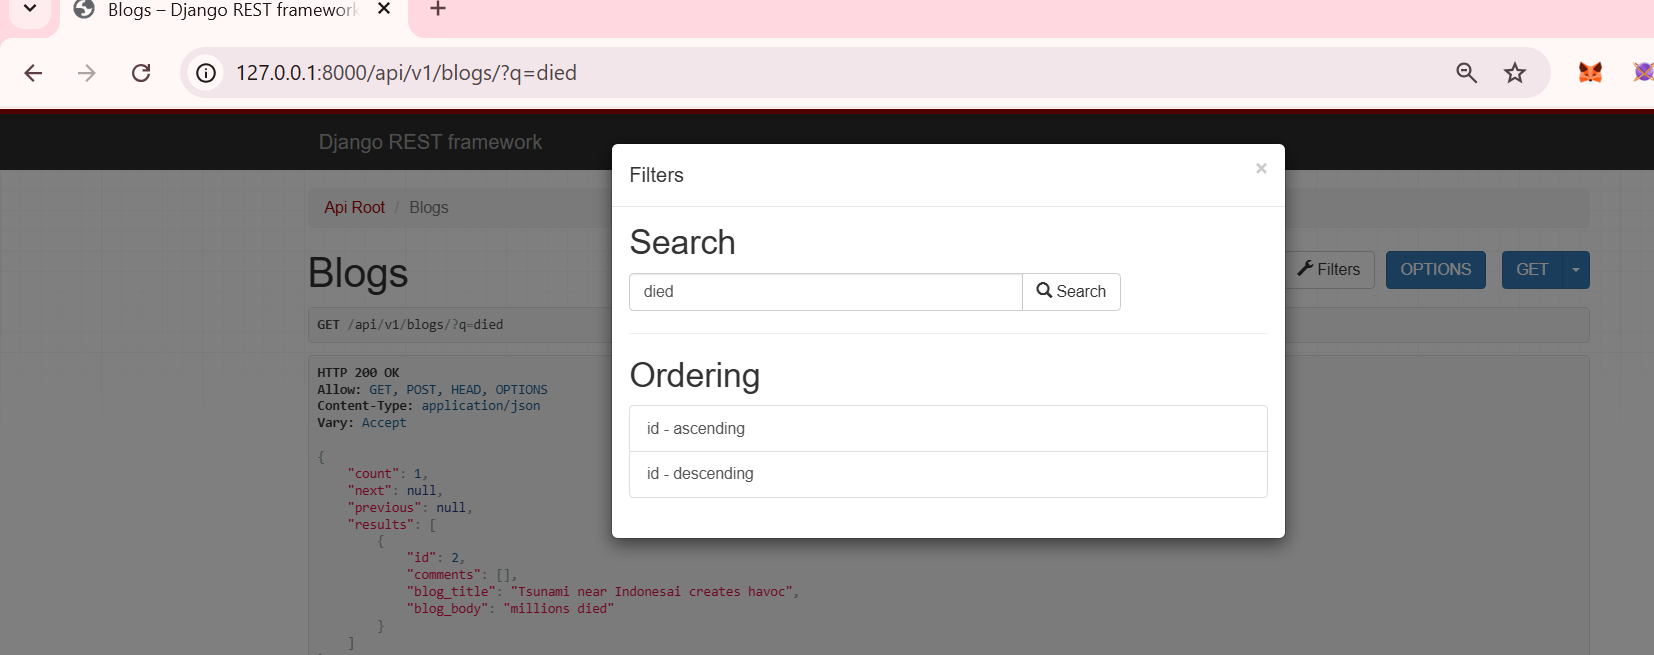 Blogs – Django REST framework
127.0.0.1:8000/api/v1/blogs/?q=died
Django REST framework
Api Root / Blogs
Blogs
Filters
OPTIONS
GET
GET /api/v1/blogs/?q=died
HTTP 200 OK
Allow: GET, POST, HEAD, OPTIONS
Content-Type: application/json
Vary: Accept
{
"count": 1,
"next": null,
"previous": null,
"results": [
{
"id": 2,
"comments": [],
"blog_title": "Tsunami near Indonesai creates havoc",
"blog_body": "millions died"
}
]
Filters
×
Search
died
Search
Ordering
id - ascending
id - descending